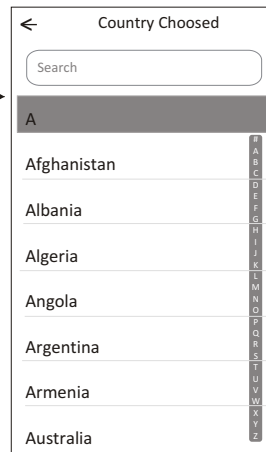 Country Choosed
Search
A
Afghanistan
Albania
Algeria
Angola
Argentina
Armenia
Australia
#
A
B
C
D
E
F
G
H
I
J
K
L
M
N
O
P
Q
R
S
T
U
V
W
X
Y
Z